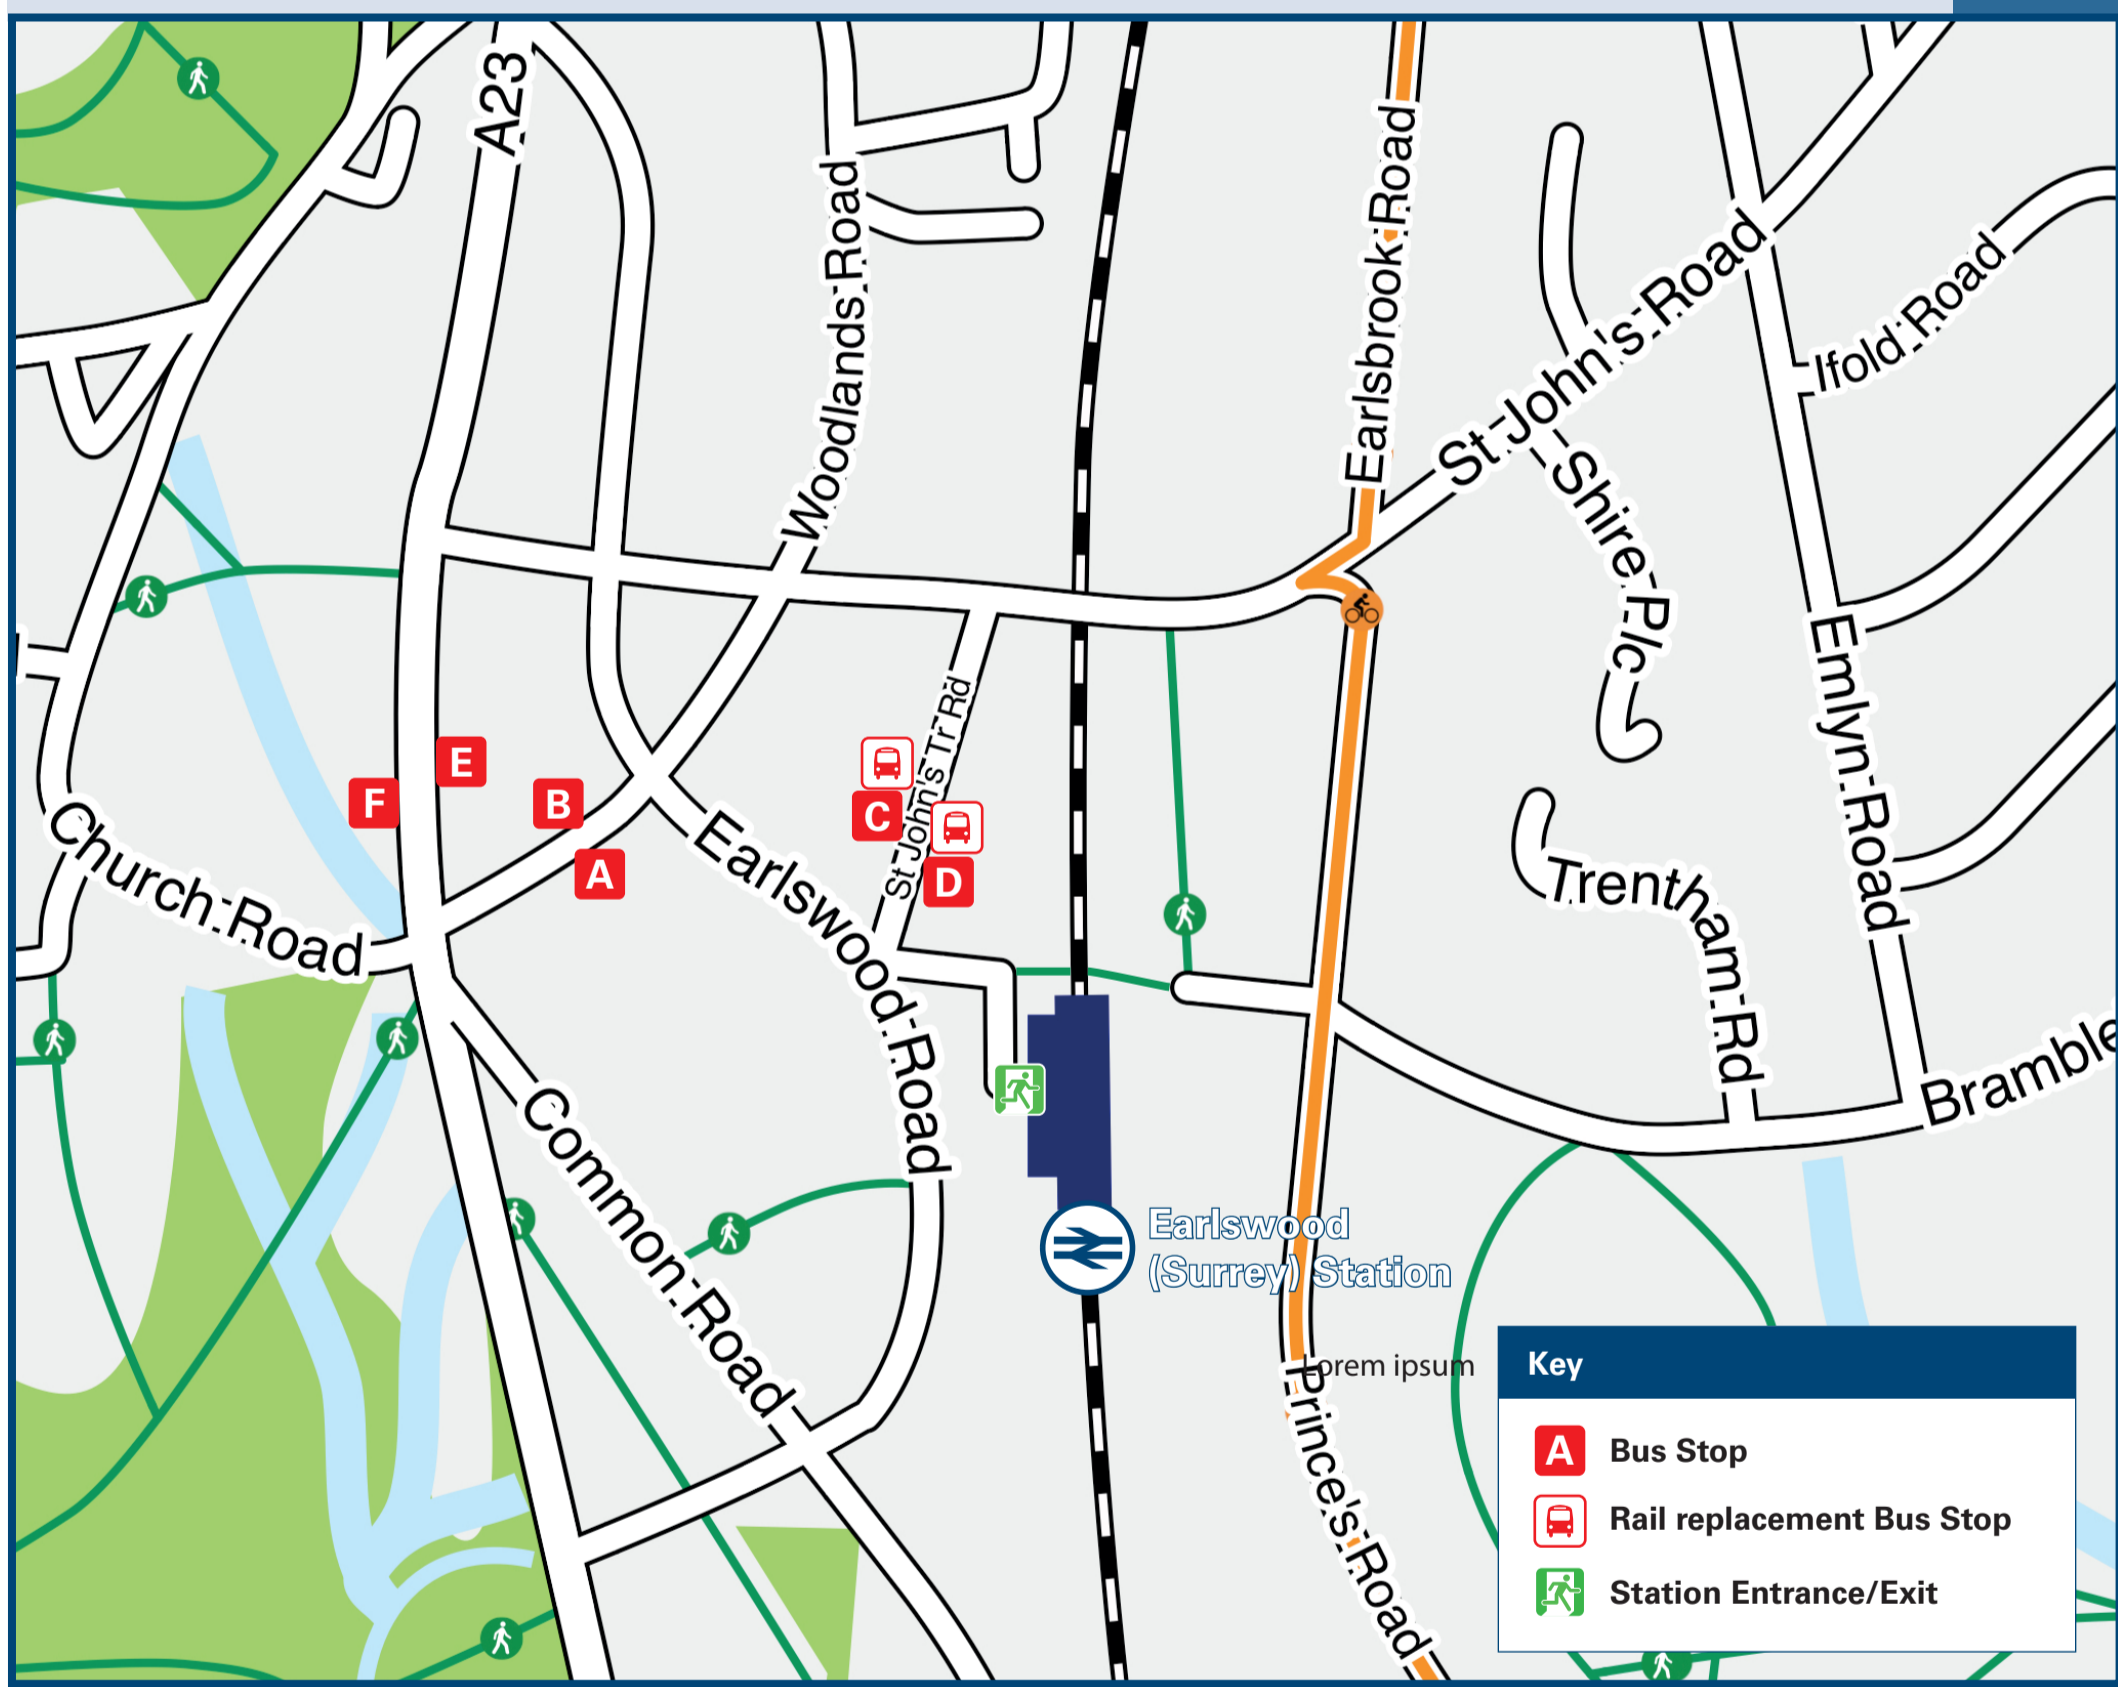 A23
Woodlands Road
Earlsbrook Road
St John's Road
Ifold Road
Shire Plc
Emlyn Road
St John's Tr Rd
E
F
B
A
C
D
Church Road
Earlswood Road
Trentham Rd
Common Road
Earlswood
(Surrey) Station
Lorem ipsum
Prince's Road
Key
A Bus Stop
Rail replacement Bus Stop
Station Entrance/Exit